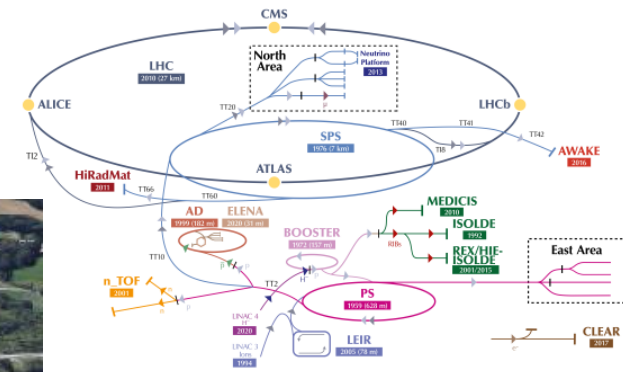 CMS
North
Area
Neutrino
Platform
2013
LHC
2010 (27 km)
ALICE
LHCb
TT20
SPS
1976 (7 km)
TT40
TT41
TI8
TT42
AWAKE
2016
TI2
ATLAS
HiRadMat
2011
TT66
TT60
AD
1999 (182 m)
ELENA
2020 (31 m)
MEDICIS
2010
BOOSTER
1972 (157 m)
ISOLDE
1992
RIBs
REX/HIE-
ISOLDE
2001/2015
East Area
TT10
n_TOF
2001
TT2
H-
p
PS
1959 (628 m)
LINAC 4
H-
2020
LINAC 3
Ions
1994
LEIR
2005 (78 m)
e-
CLEAR
2017